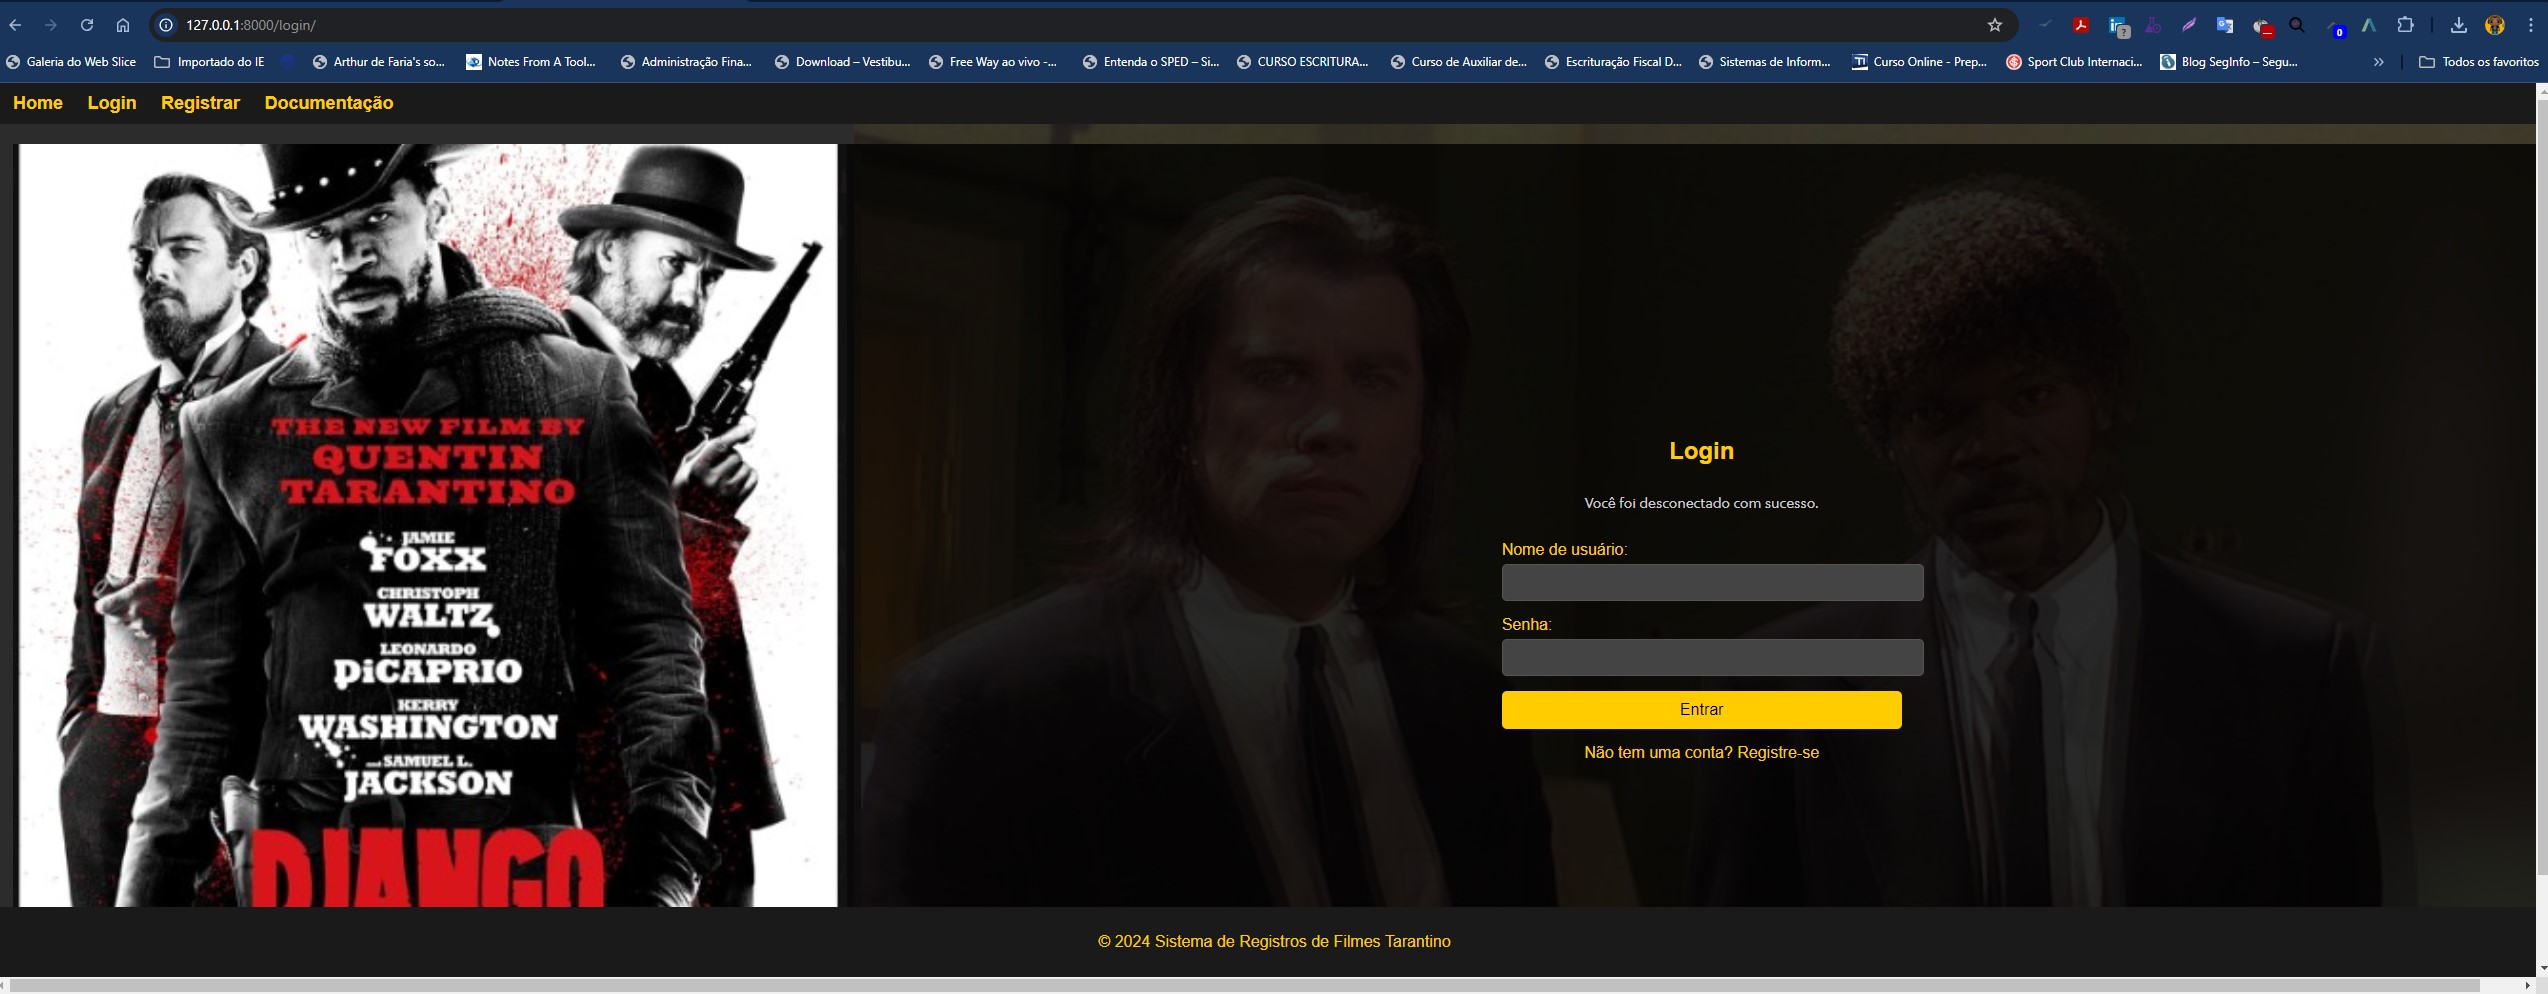 127.0.0.1:8000/login/
Galeria do Web Slice
Importado do IE
Arthur de Faria's so...
Notes From A Tool...
Administração Fina...
Download – Vestibu...
Free Way ao vivo -...
Entenda o SPED – Si...
CURSO ESCRITURA...
Curso de Auxiliar de...
Escrituração Fiscal D...
Sistemas de Inform...
Curso Online - Prep...
Sport Club Internaci...
Blog SegInfo – Segu...
Todos os favoritos
Home Login Registrar Documentação
THE NEW FILM BY
QUENTIN
TARANTINO
JAMIE
FOXX
CHRISTOPH
WALTZ
LEONARDO
DiCAPRIO
KERRY
WASHINGTON
AND SAMUEL L.
JACKSON
DJANGO
Login
Você foi desconectado com sucesso.
Nome de usuário:
Senha:
Entrar
Não tem uma conta? Registre-se
© 2024 Sistema de Registros de Filmes Tarantino